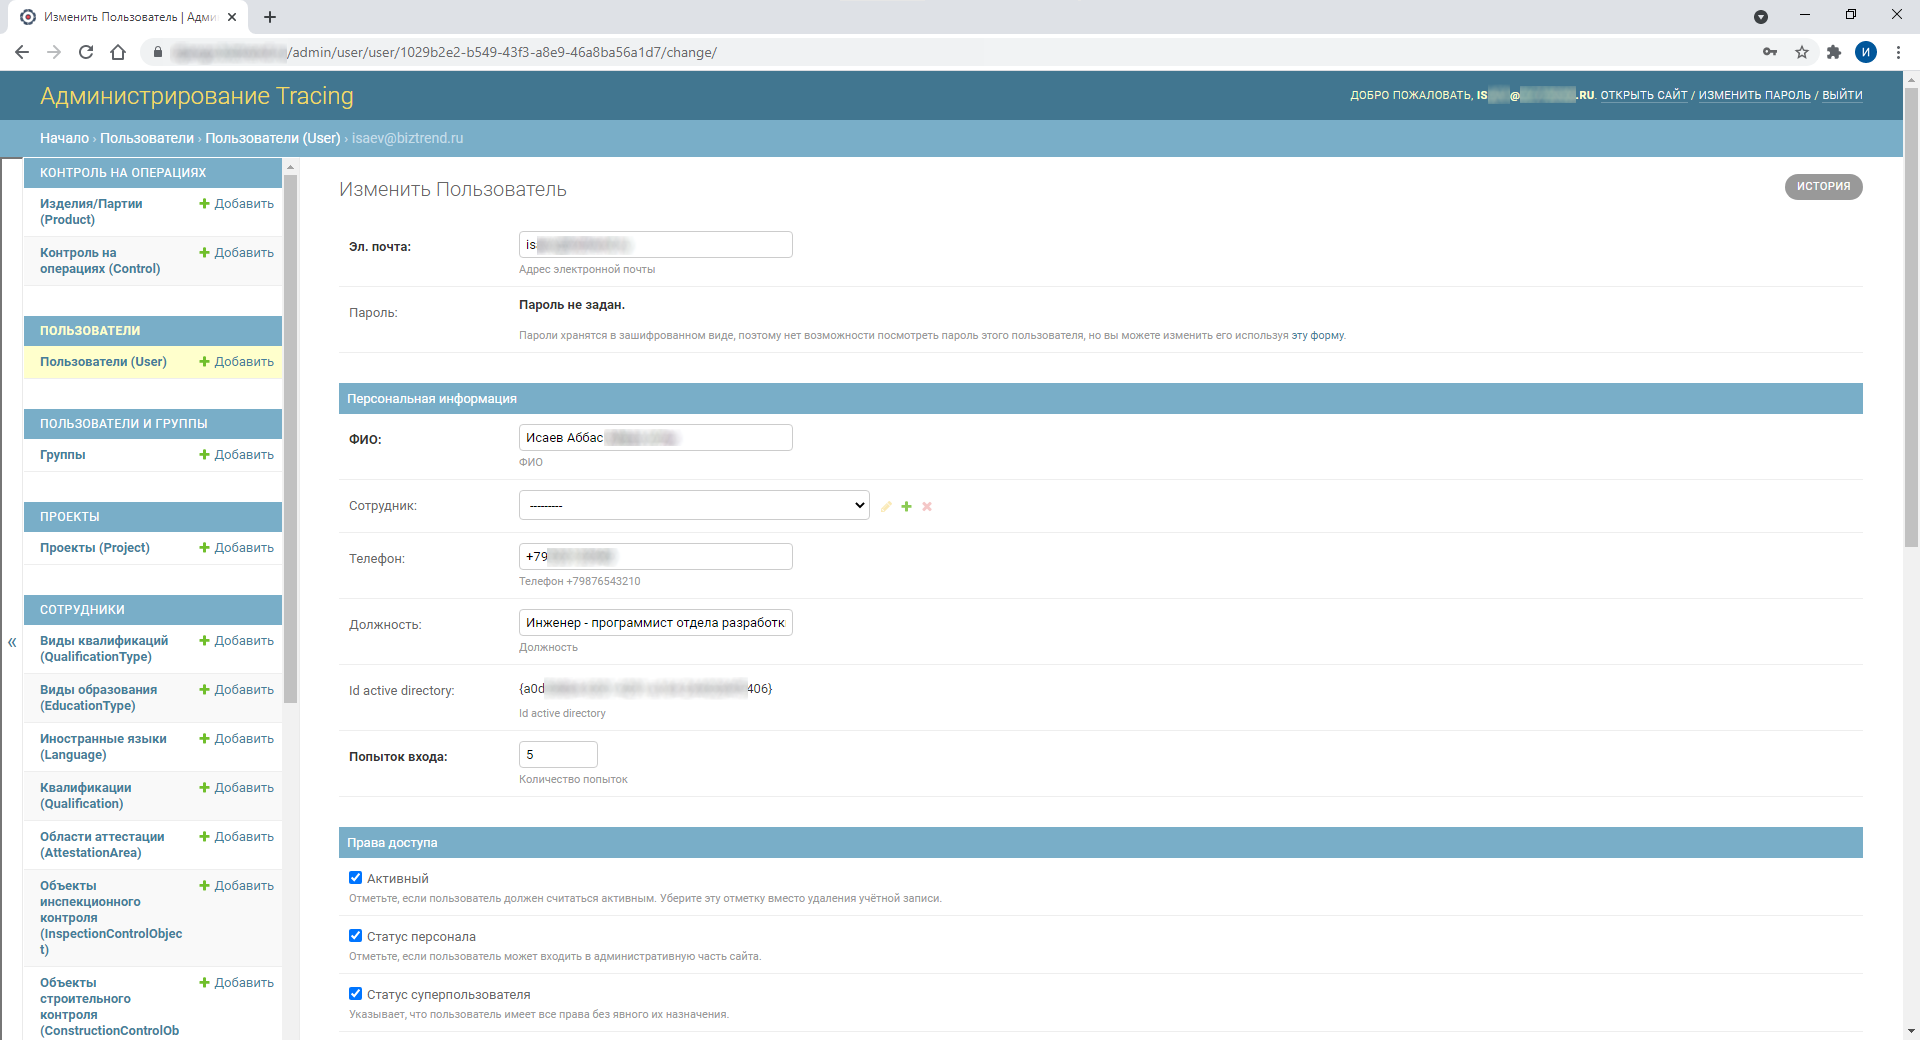 Изменить Пользователь | Адми
/admin/user/user/1029b2e2-b549-43f3-a8e9-46a8ba56a1d7/change/
И
Администрирование Tracing
ДОБРО ПОЖАЛОВАТЬ, IS @ .RU. ОТКРЫТЬ САЙТ / ИЗМЕНИТЬ ПАРОЛЬ / ВЫЙТИ
Начало › Пользователи › Пользователи (User) › isaev@biztrend.ru
КОНТРОЛЬ НА ОПЕРАЦИЯХ
Изделия/Партии
(Product)
Добавить
Контроль на
операциях (Control)
Добавить
ПОЛЬЗОВАТЕЛИ
Пользователи (User)
Добавить
ПОЛЬЗОВАТЕЛИ И ГРУППЫ
Группы
Добавить
ПРОЕКТЫ
Проекты (Project)
Добавить
СОТРУДНИКИ
Виды квалификаций
(QualificationType)
Добавить
Виды образования
(EducationType)
Добавить
Иностранные языки
(Language)
Добавить
Квалификации
(Qualification)
Добавить
Области аттестации
(AttestationArea)
Добавить
Объекты
инспекционного
контроля
(InspectionControlObjec
t)
Добавить
Объекты
строительного
контроля
(ConstructionControlOb
Добавить
«
Изменить Пользователь
ИСТОРИЯ
Эл. почта:
is
Адрес электронной почты
Пароль:
Пароль не задан.
Пароли хранятся в зашифрованном виде, поэтому нет возможности посмотреть пароль этого пользователя, но вы можете изменить его используя эту форму.
Персональная информация
ФИО:
Исаев Аббас
ФИО
Сотрудник:
---------
Телефон:
+79
Телефон +79876543210
Должность:
Инженер - программист отдела разработк
Должность
Id active directory:
{a0d 406}
Id active directory
Попыток входа:
5
Количество попыток
Права доступа
Активный
Отметьте, если пользователь должен считаться активным. Уберите эту отметку вместо удаления учётной записи.
Статус персонала
Отметьте, если пользователь может входить в административную часть сайта.
Статус суперпользователя
Указывает, что пользователь имеет все права без явного их назначения.